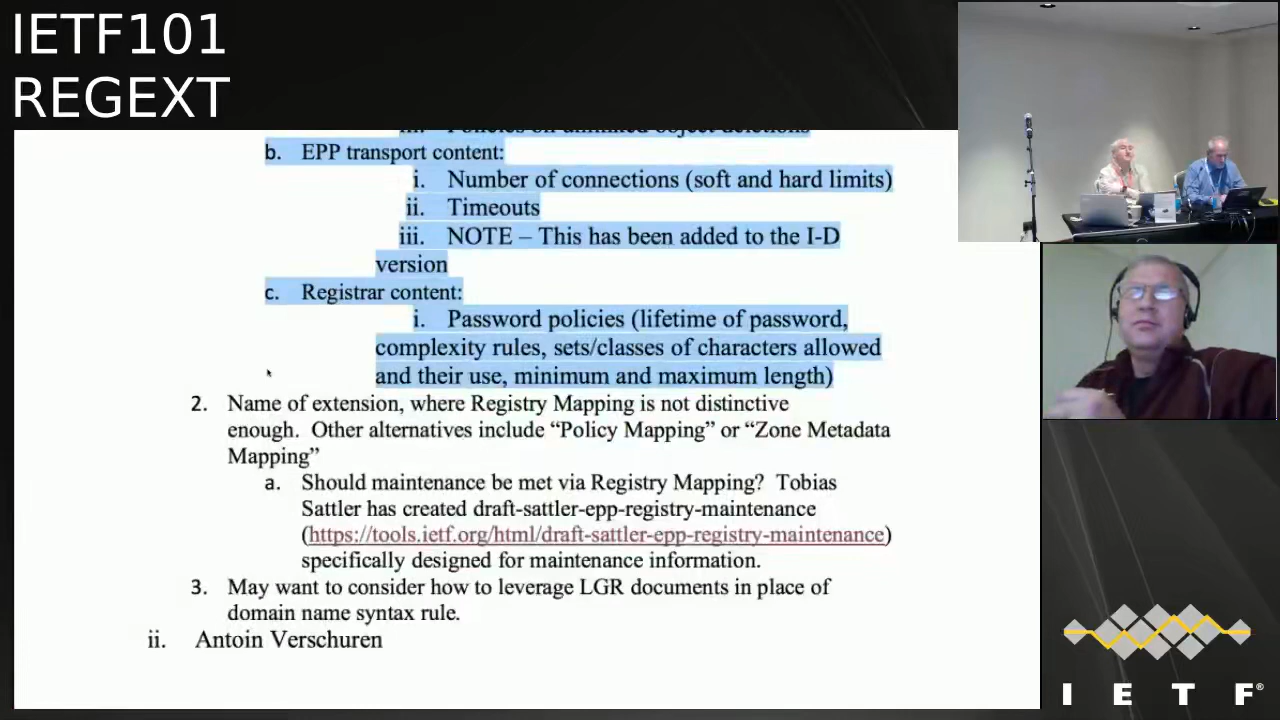 IETF101
REGEXT
iii. Policies on unlinked object deletions
b. EPP transport content:
i. Number of connections (soft and hard limits)
ii. Timeouts
iii. NOTE – This has been added to the I-D
version
c. Registrar content:
i. Password policies (lifetime of password,
complexity rules, sets/classes of characters allowed
and their use, minimum and maximum length)
2. Name of extension, where Registry Mapping is not distinctive
enough. Other alternatives include “Policy Mapping” or “Zone Metadata
Mapping”
a. Should maintenance be met via Registry Mapping? Tobias
Sattler has created draft-sattler-epp-registry-maintenance
(https://tools.ietf.org/html/draft-sattler-epp-registry-maintenance)
specifically designed for maintenance information.
3. May want to consider how to leverage LGR documents in place of
domain name syntax rule.
ii. Antoin Verschuren
I E T F®